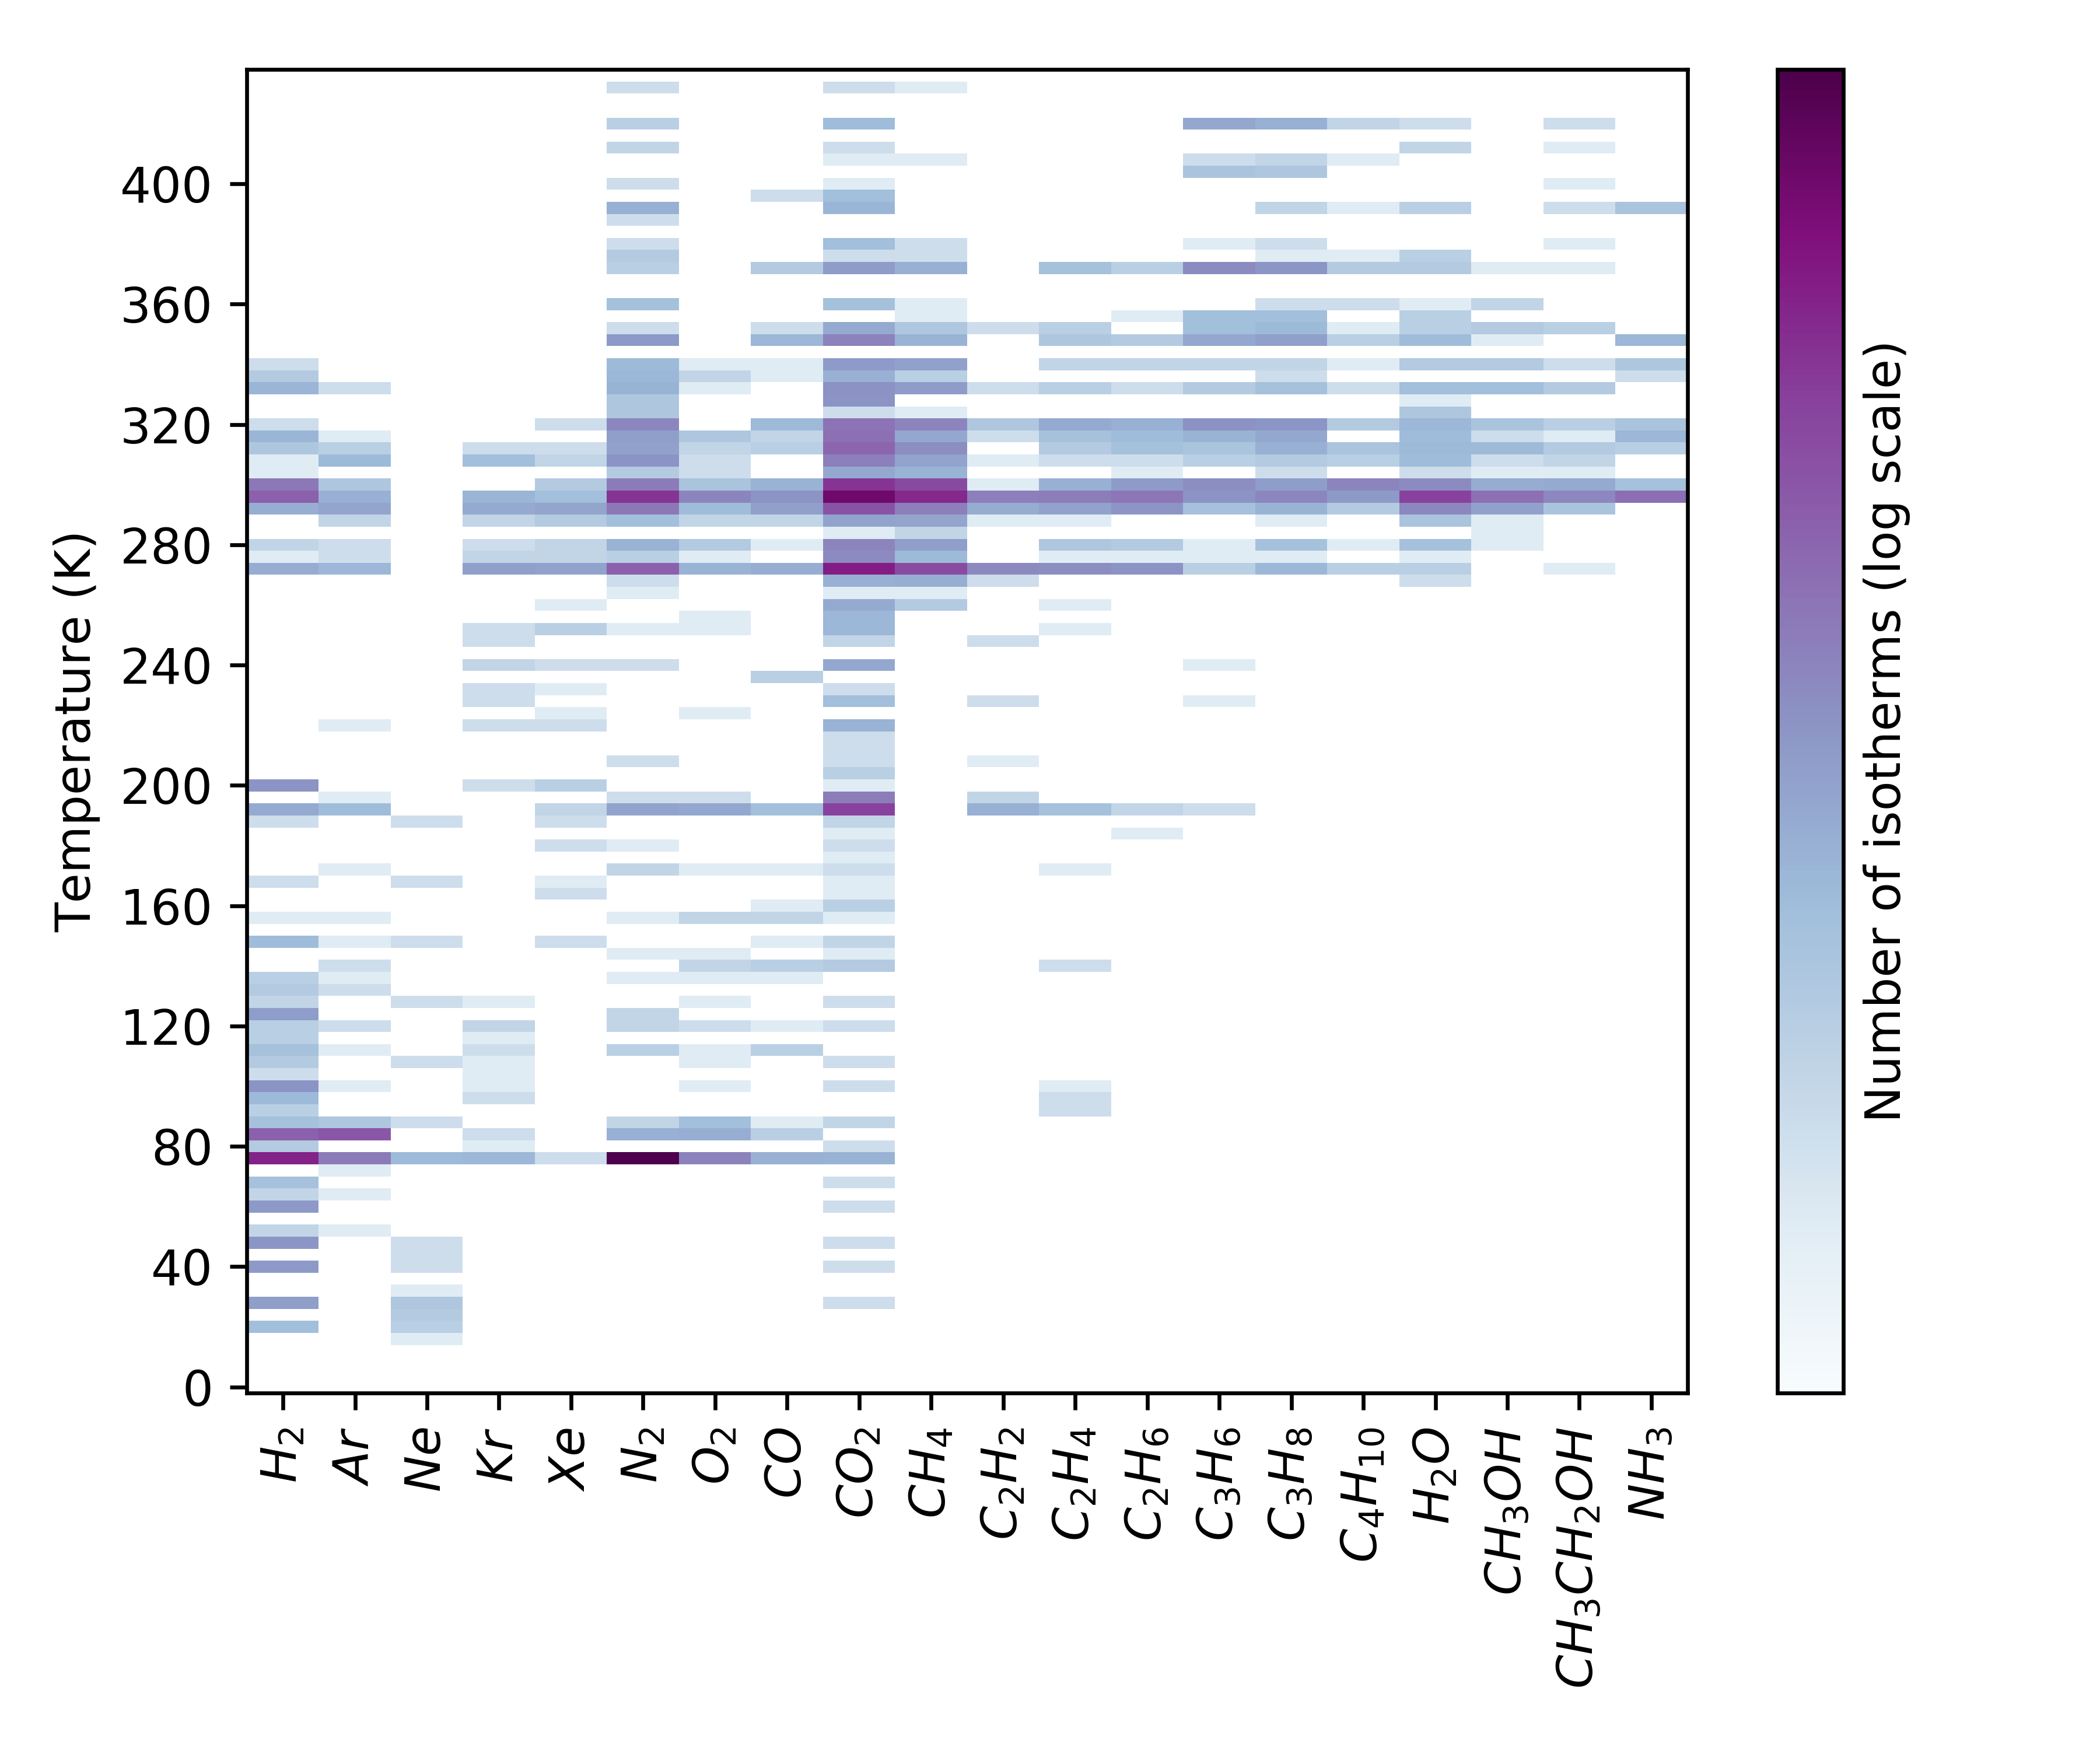 Temperature (K)
400
360
320
280
240
200
160
120
80
40
0
H₂
Ar
Ne
Kr
Xe
N₂
O₂
CO
CO₂
CH₄
C₂H₂
C₂H₄
C₂H₆
C₃H₆
C₃H₈
C₄H₁₀
H₂O
CH₃OH
CH₃CH₂OH
NH₃
Number of isotherms (log scale)